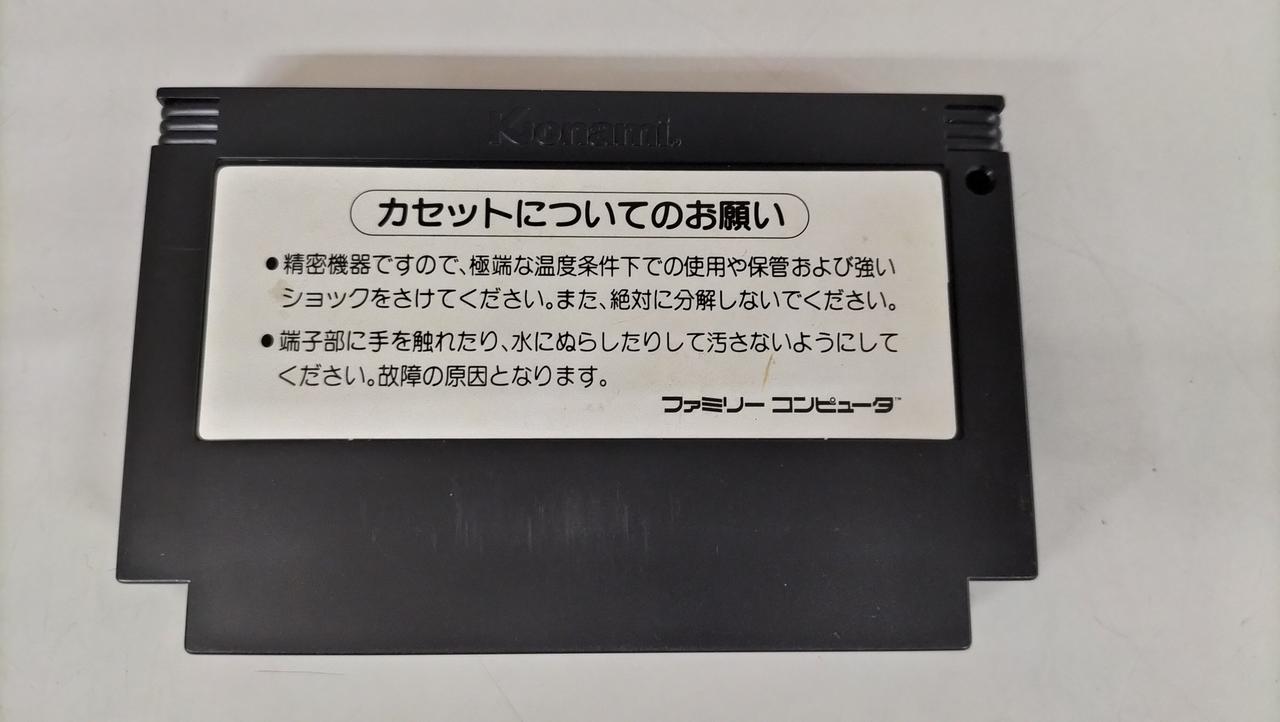 Konami
カセットについてのお願い
●精密機器ですので、極端な温度条件下での使用や保管および強い
ショックをさけてください。また、絶対に分解しないでください。
●端子部に手を触れたり、水にぬらしたりして汚さないようにして
ください。故障の原因となります。
ファミリー コンピュータ™